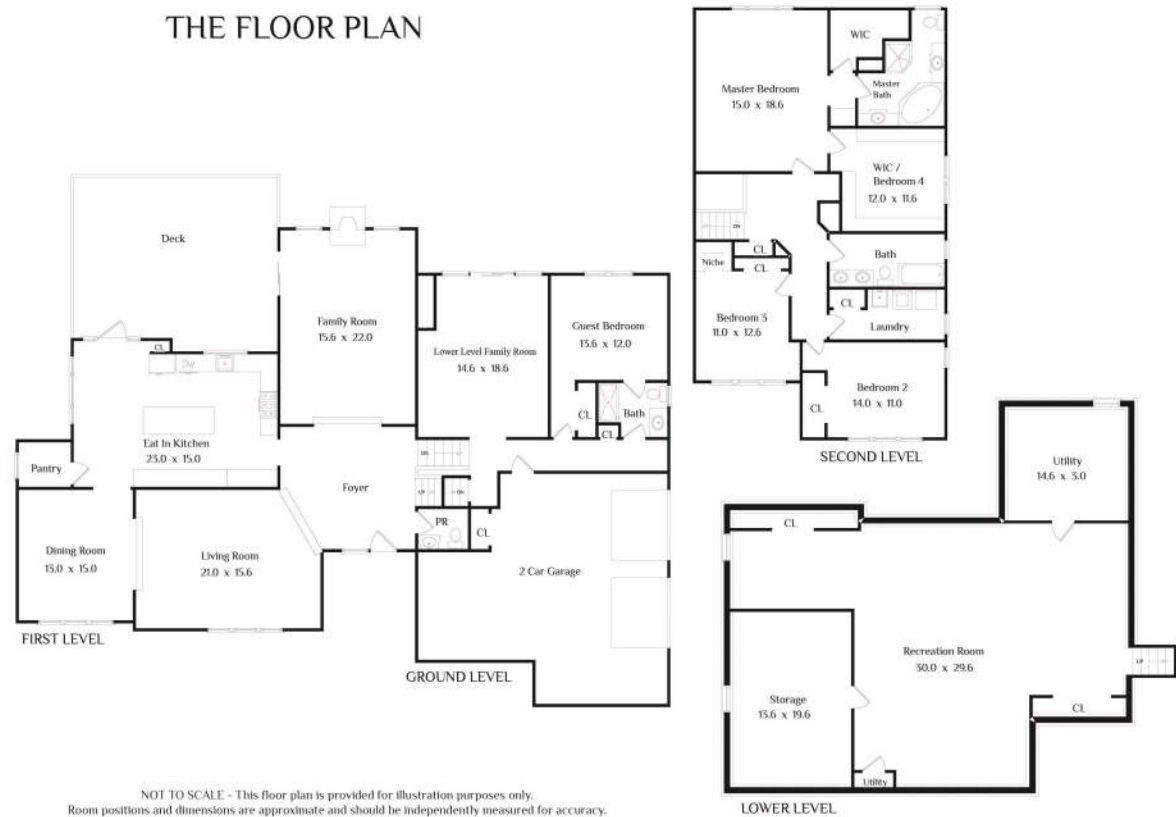 THE FLOOR PLAN
Deck
Family Room
15.6 x 22.0
CL
DW
Eat In Kitchen
23.0 x 15.0
Pantry
Dining Room
13.0 x 15.0
Living Room
21.0 x 15.6
Foyer
FIRST LEVEL
Lower Level Family Room
14.6 x 18.6
Guest Bedroom
13.6 x 12.0
CL
Bath
CL
DN
UP
DN
PR
CL
2 Car Garage
GROUND LEVEL
Master Bedroom
15.0 x 18.6
WIC
Master
Bath
WIC /
Bedroom 4
12.0 x 11.6
DN
Niche
CL
CL
Bath
Bedroom 3
11.0 x 12.6
CL
Laundry
Bedroom 2
14.0 x 11.0
CL
SECOND LEVEL
Utility
14.6 x 3.0
CL
Recreation Room
30.0 x 29.6
UP
Storage
13.6 x 19.6
CL
Utility
LOWER LEVEL
NOT TO SCALE - This floor plan is provided for illustration purposes only.
Room positions and dimensions are approximate and should be independently measured for accuracy.